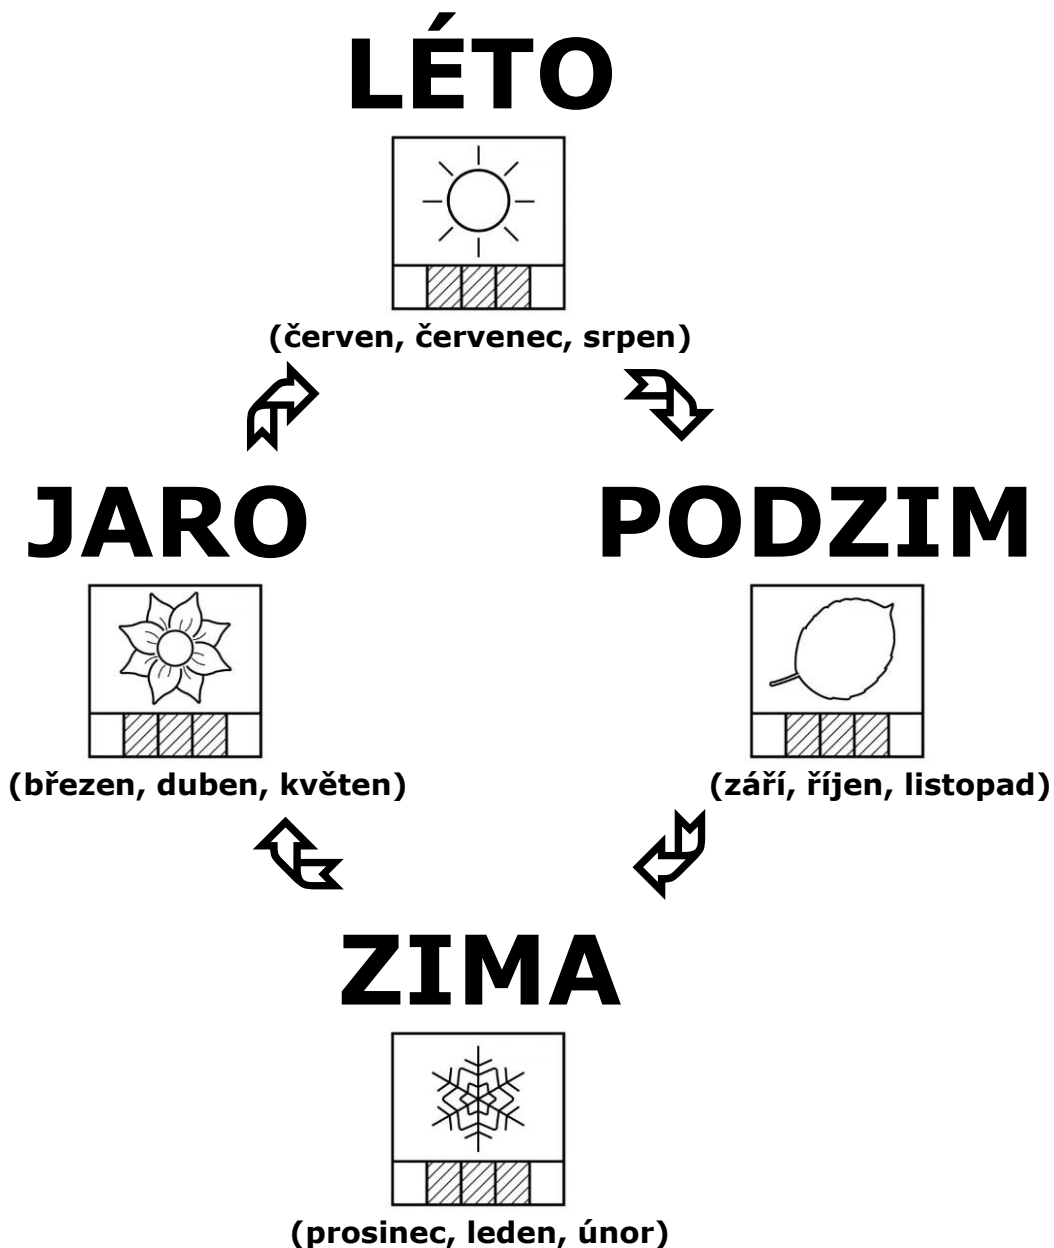 LÉTO
(červen, červenec, srpen)
JARO
PODZIM
(březen, duben, květen)
(září, říjen, listopad)
ZIMA
(prosinec, leden, únor)